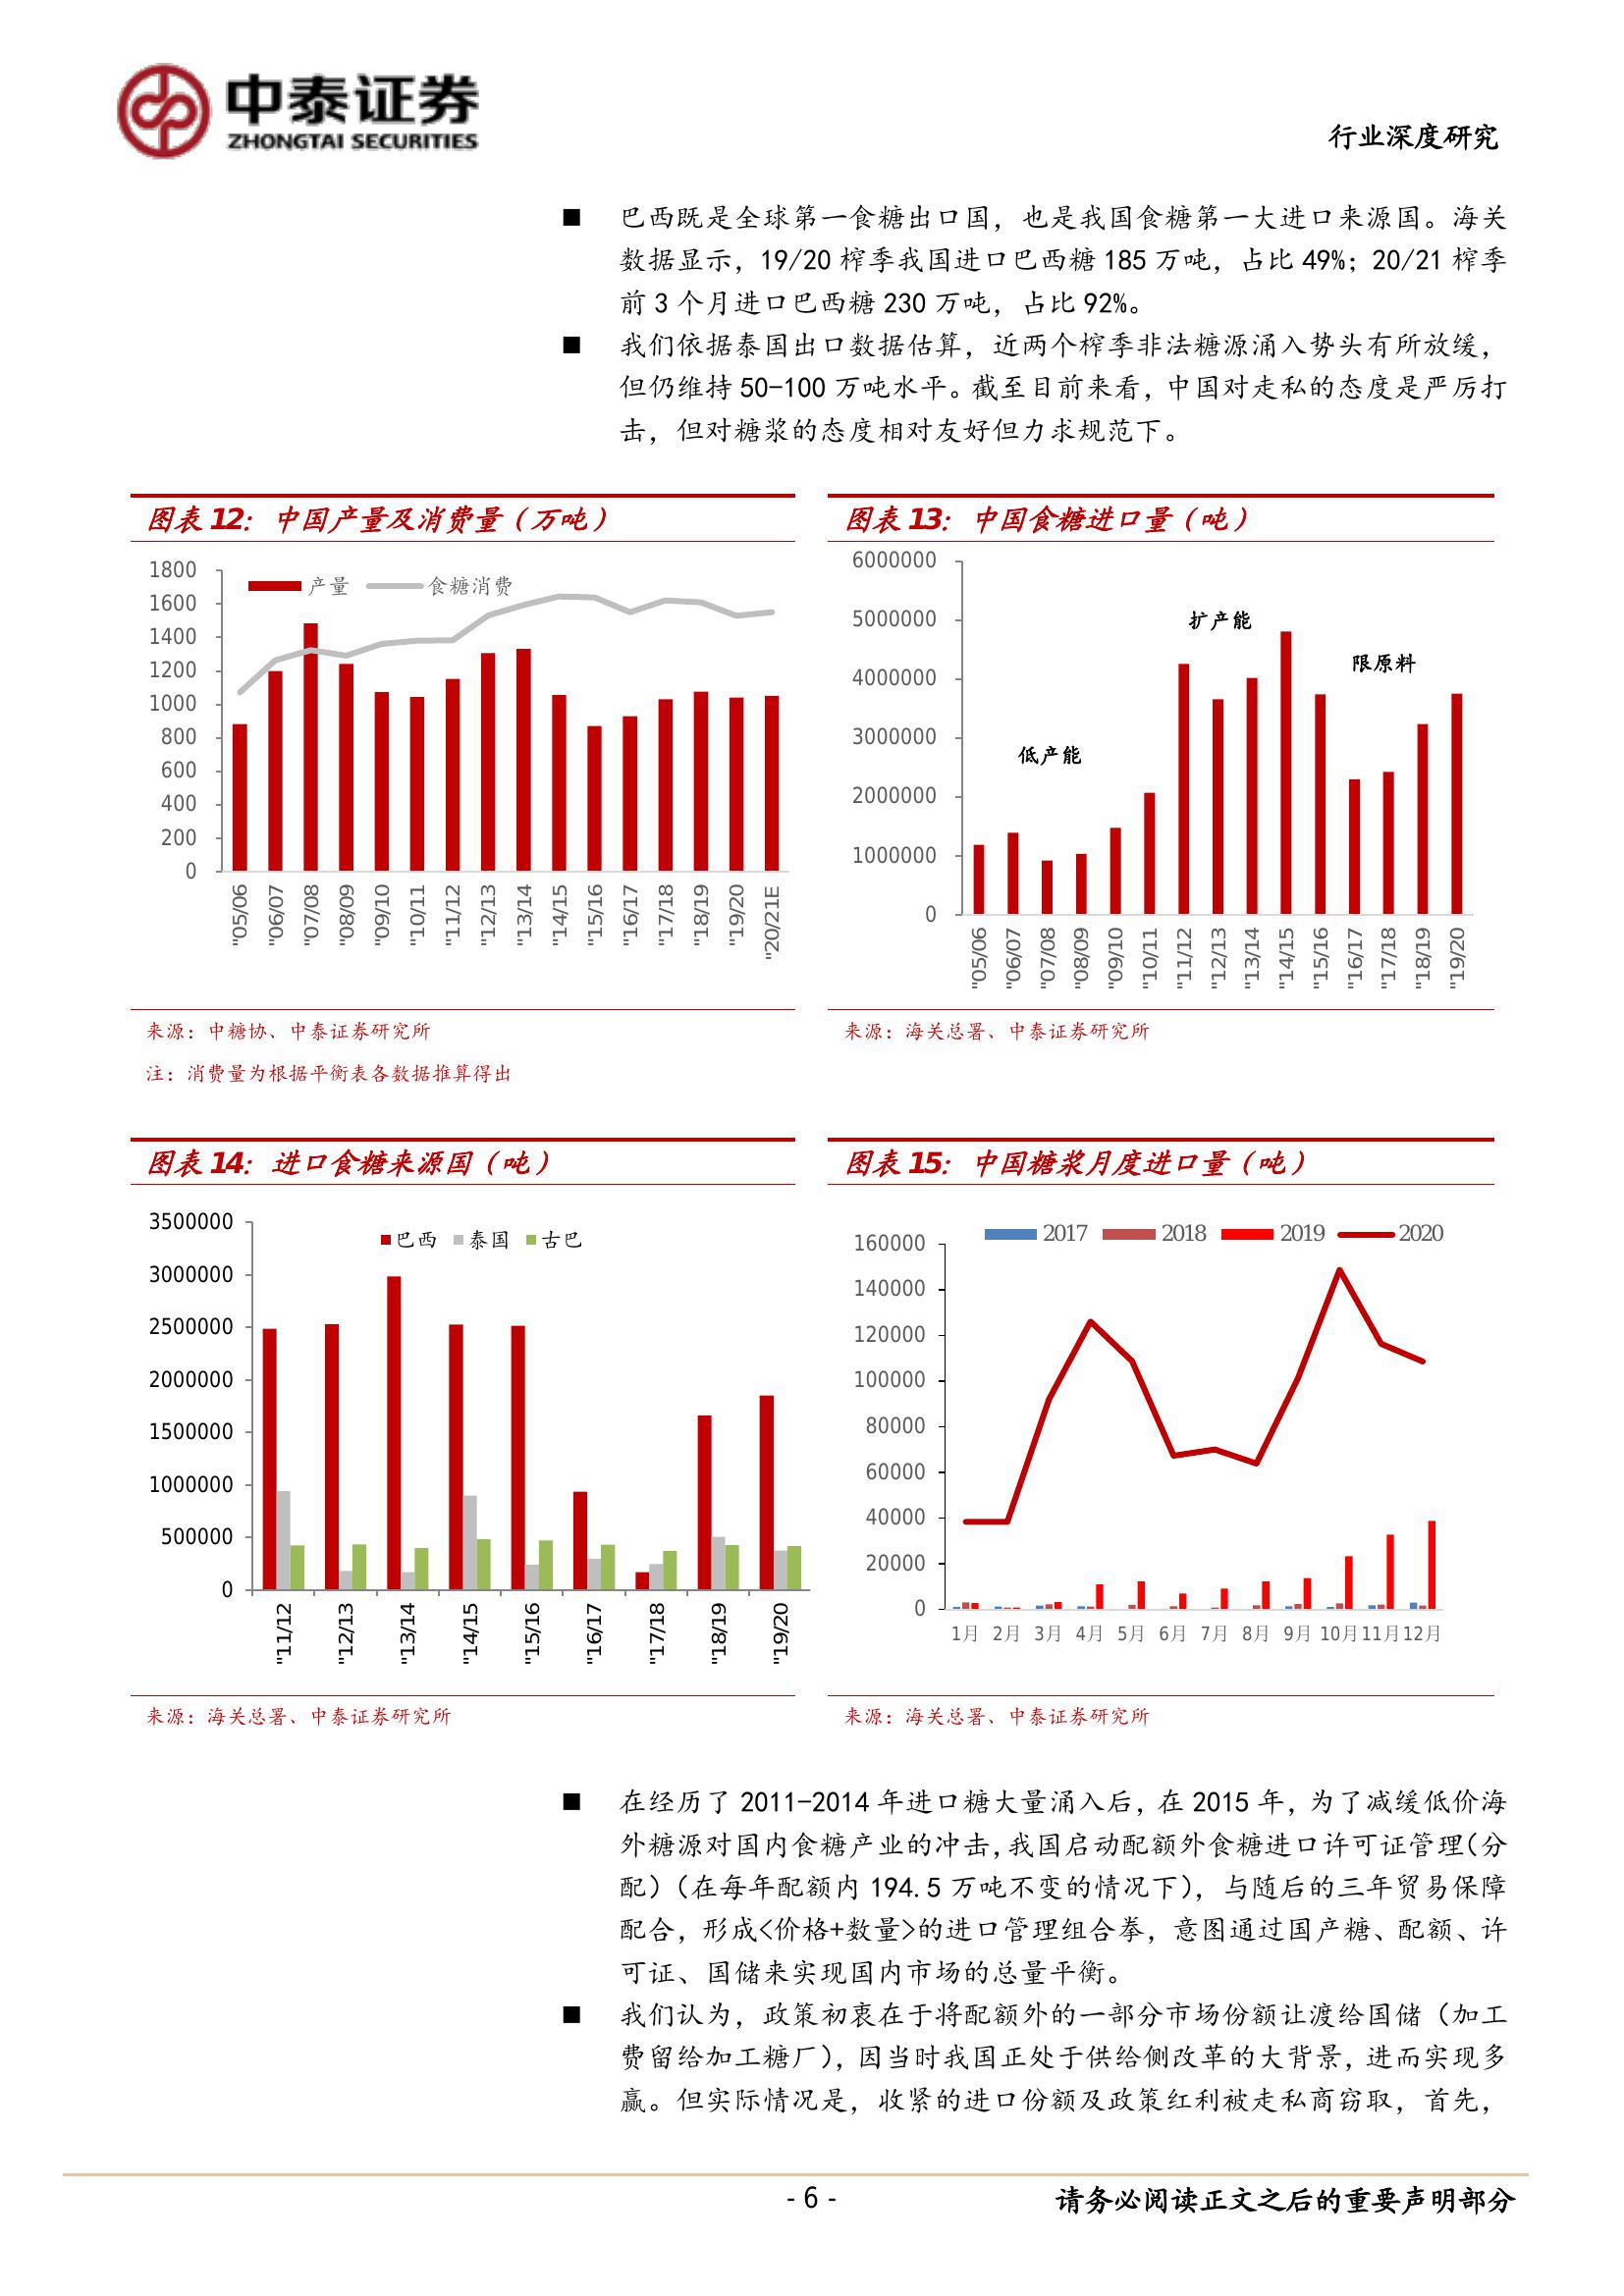 中泰证券
ZHONGTAI SECURITIES
行业深度研究
■ 巴西既是全球第一食糖出口国，也是我国食糖第一大进口来源国。海关
数据显示，19/20 榨季我国进口巴西糖 185 万吨，占比 49%；20/21 榨季
前 3 个月进口巴西糖 230 万吨，占比 92%。
■ 我们依据泰国出口数据估算，近两个榨季非法糖源涌入势头有所放缓，
但仍维持 50-100 万吨水平。截至目前来看，中国对走私的态度是严厉打
击，但对糖浆的态度相对友好但力求规范下。
图表 12：中国产量及消费量（万吨）
产量 食糖消费
1800
1600
1400
1200
1000
800
600
400
200
0
"05/06 "06/07 "07/08 "08/09 "09/10 "10/11 "11/12 "12/13 "13/14 "14/15 "15/16 "16/17 "17/18 "18/19 "19/20 "20/21E
来源：中糖协、中泰证券研究所
注：消费量为根据平衡表各数据推算得出
图表 13：中国食糖进口量（吨）
6000000
5000000
4000000
3000000
2000000
1000000
0
低产能
扩产能
限原料
"05/06 "06/07 "07/08 "08/09 "09/10 "10/11 "11/12 "12/13 "13/14 "14/15 "15/16 "16/17 "17/18 "18/19 "19/20
来源：海关总署、中泰证券研究所
图表 14：进口食糖来源国（吨）
巴西 泰国 古巴
3500000
3000000
2500000
2000000
1500000
1000000
500000
0
"11/12 "12/13 "13/14 "14/15 "15/16 "16/17 "17/18 "18/19 "19/20
来源：海关总署、中泰证券研究所
图表 15：中国糖浆月度进口量（吨）
2017 2018 2019 2020
160000
140000
120000
100000
80000
60000
40000
20000
0
1月 2月 3月 4月 5月 6月 7月 8月 9月 10月 11月 12月
来源：海关总署、中泰证券研究所
■ 在经历了 2011-2014 年进口糖大量涌入后，在 2015 年，为了减缓低价海
外糖源对国内食糖产业的冲击，我国启动配额外食糖进口许可证管理（分
配）（在每年配额内 194.5 万吨不变的情况下），与随后的三年贸易保障
配合，形成<价格+数量>的进口管理组合拳，意图通过国产糖、配额、许
可证、国储来实现国内市场的总量平衡。
■ 我们认为，政策初衷在于将配额外的一部分市场份额让渡给国储（加工
费留给加工糖厂），因当时我国正处于供给侧改革的大背景，进而实现多
赢。但实际情况是，收紧的进口份额及政策红利被走私商窃取，首先，
- 6 -
请务必阅读正文之后的重要声明部分